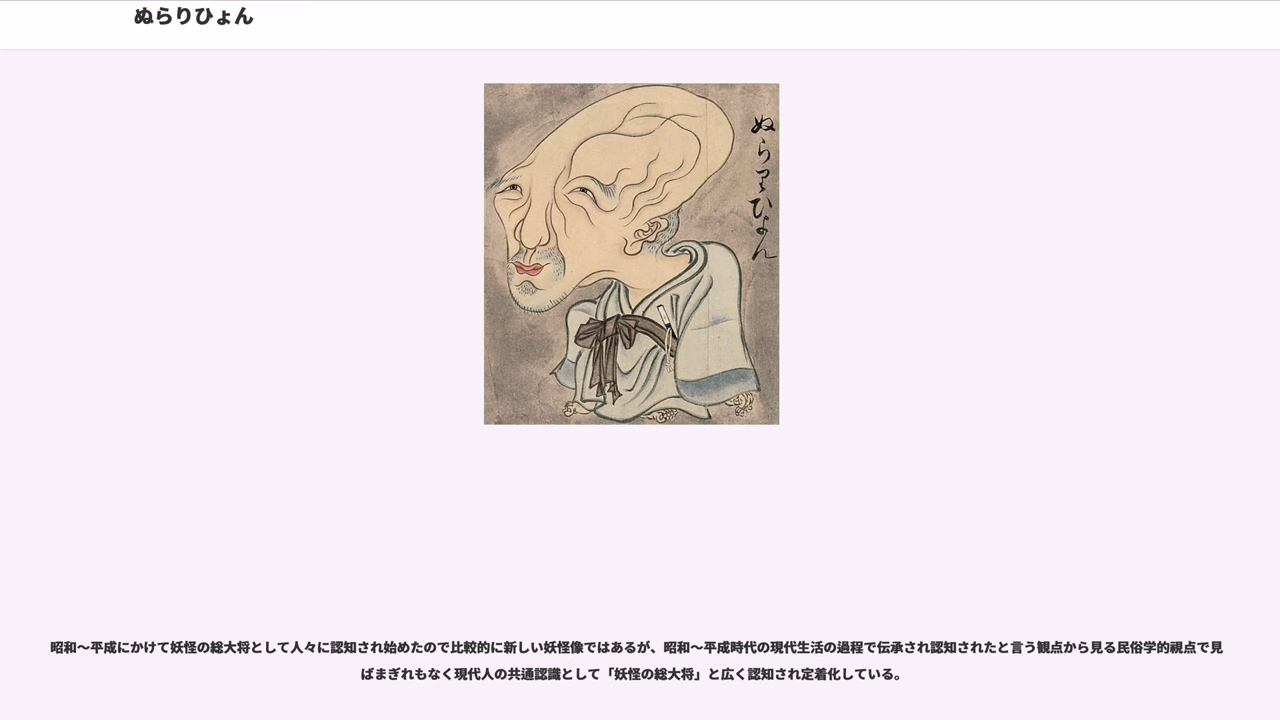 ぬらりひょん
ぬらりひょん
昭和〜平成にかけて妖怪の総大将として人々に認知され始めたので比較的に新しい妖怪像ではあるが、昭和〜平成時代の現代生活の過程で伝承され認知されたと言う観点から見る民俗学的視点で見
ばまぎれもなく現代人の共通認識として「妖怪の総大将」と広く認知され定着化している。